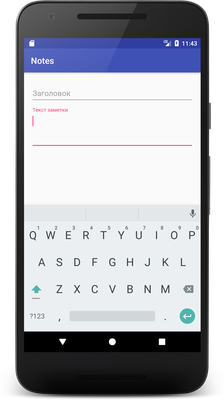 11:43
Notes
Заголовок
Текст заметки
1 2 3 4 5 6 7 8 9 0
Q W E R T Y U I O P
A S D F G H J K L
Z X C V B N M
?123 , .